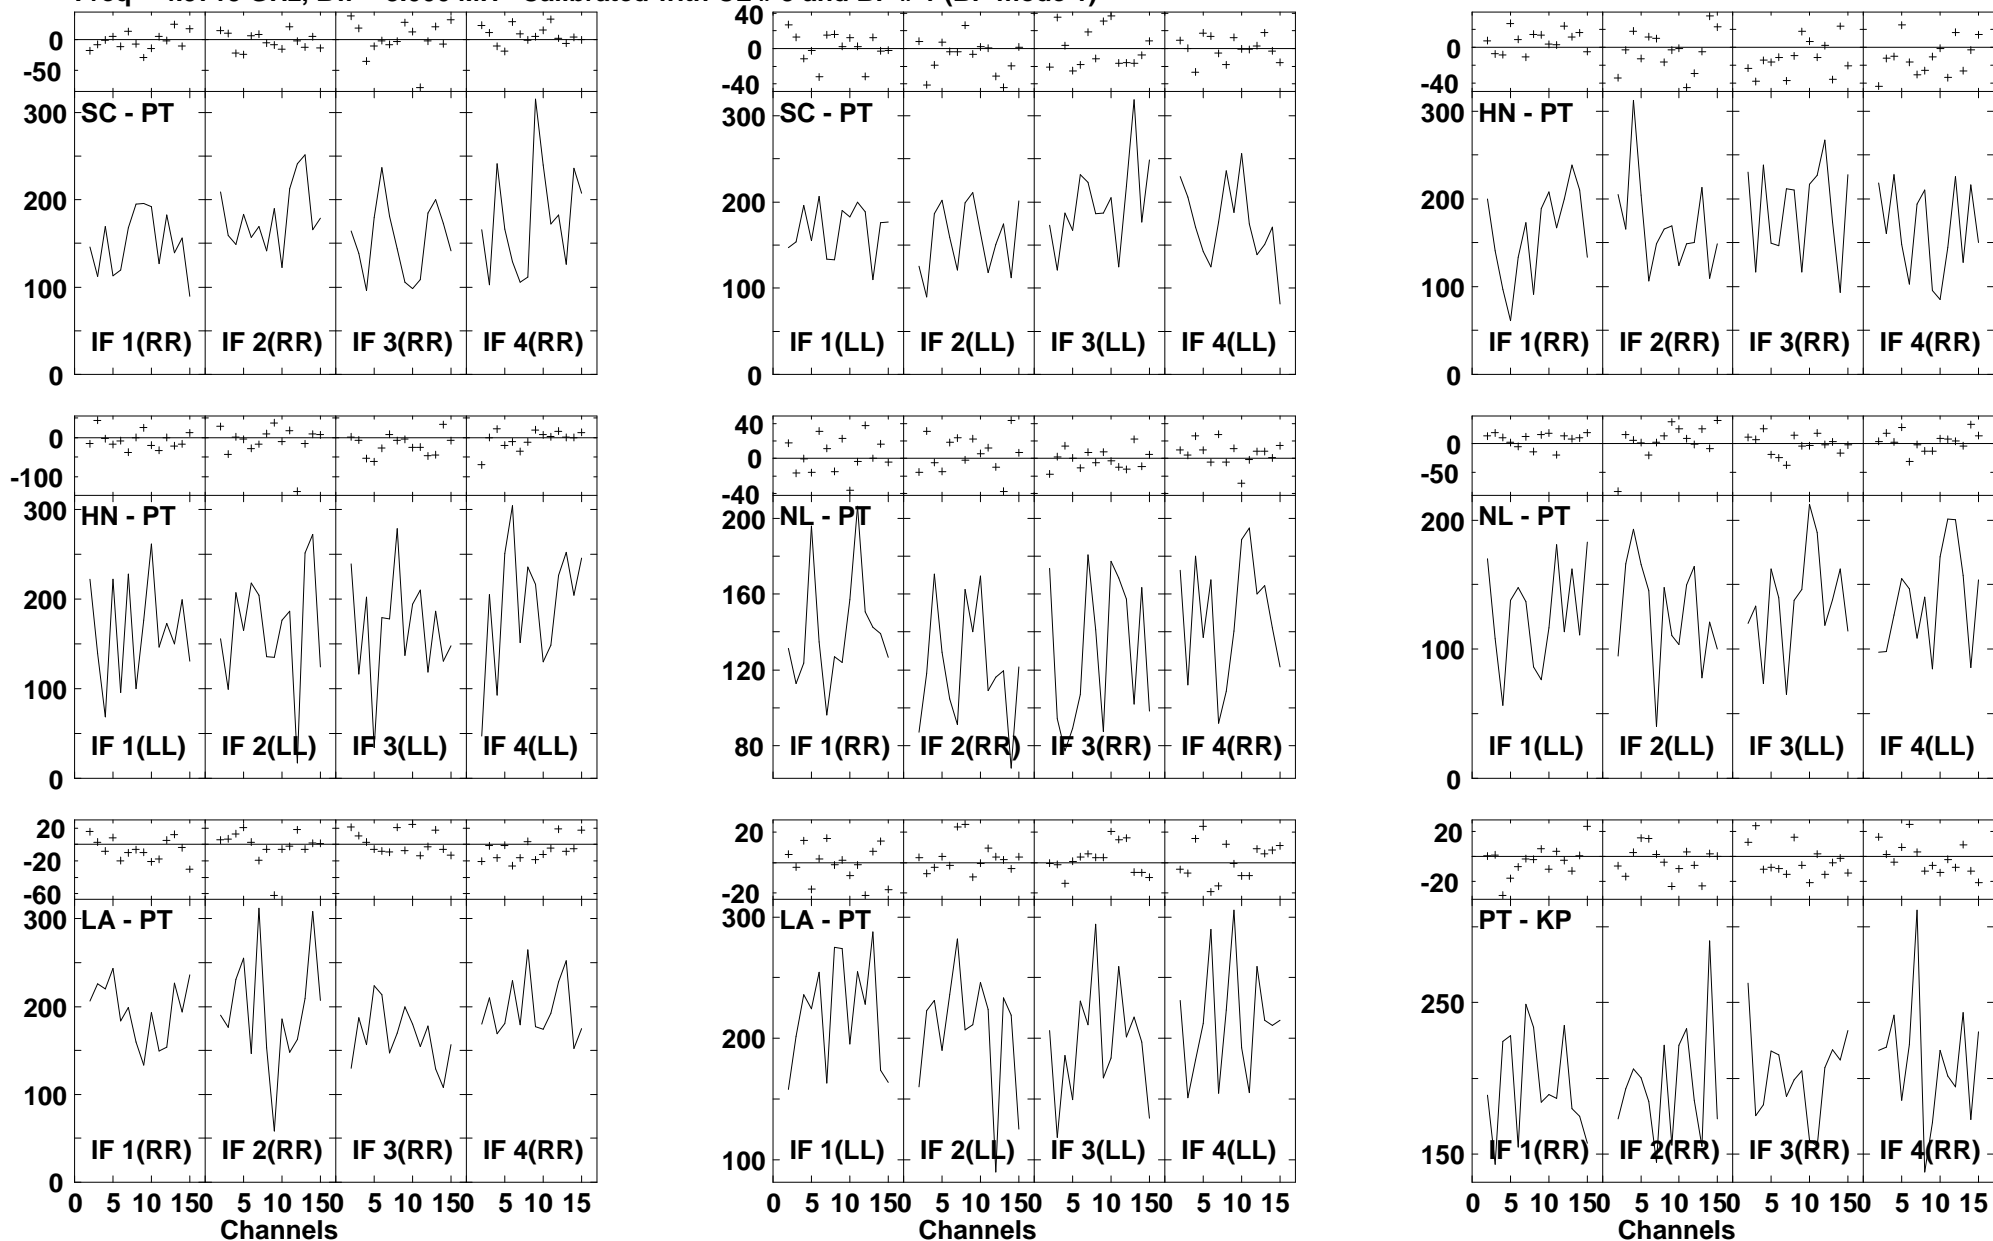 40
0
0
0
-50
-40
-40
300
SC - PT
300
SC - PT
300
HN - PT
200
200
200
100
100
100
IF 1(RR) IF 2(RR) IF 3(RR) IF 4(RR)
IF 1(LL) IF 2(LL) IF 3(LL) IF 4(LL)
IF 1(RR) IF 2(RR) IF 3(RR) IF 4(RR)
0
0
0
0
-100
40
0
-40
0
-50
300
HN - PT
200
NL - PT
200
NL - PT
200
160
100
120
100
80
IF 1(LL) IF 2(LL) IF 3(LL) IF 4(LL)
IF 1(RR) IF 2(RR) IF 3(RR) IF 4(RR)
IF 1(LL) IF 2(LL) IF 3(LL) IF 4(LL)
0
0
20
-20
-60
20
-20
20
-20
300
LA - PT
300
LA - PT
PT - KP
200
200
250
100
100
150
IF 1(RR) IF 2(RR) IF 3(RR) IF 4(RR)
IF 1(LL) IF 2(LL) IF 3(LL) IF 4(LL)
IF 1(RR) IF 2(RR) IF 3(RR) IF 4(RR)
0
0 5 10 150 5 10 150 5 10 150 5 10 15
5 10 150 5 10 150 5 10 150 5 10 15
5 10 150 5 10 150 5 10 150 5 10 15
Channels
Channels
Channels